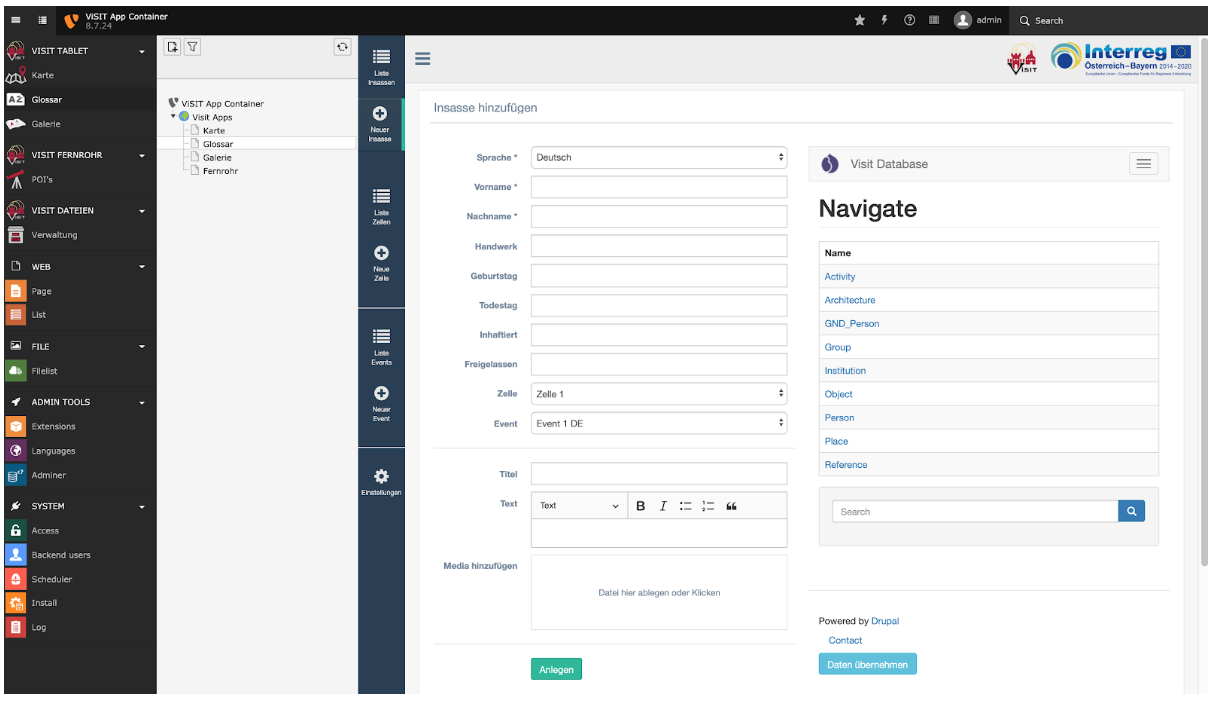 ViSIT App Container
8.7.24
admin
Search
VISIT TABLET
Karte
AZ Glossar
Galerie
VISIT FERNROHR
POI's
VISIT DATEIEN
Verwaltung
WEB
Page
List
FILE
Filelist
ADMIN TOOLS
Extensions
Languages
Adminer
SYSTEM
Access
Backend users
Scheduler
Install
Log
ViSIT App Container
Visit Apps
Karte
Glossar
Galerie
Fernrohr
Liste
Insassen
Neuer
Insasse
Liste
Zellen
Neue
Zelle
Liste
Events
Neuer
Event
Einstellungen
VISIT
Interreg
Österreich-Bayern 2014-2020
Insasse hinzufügen
Sprache * Deutsch
Vorname *
Nachname *
Handwerk
Geburtstag
Todestag
Inhaftiert
Freigelassen
Zelle Zelle 1
Event Event 1 DE
Titel
Text Text B I
Media hinzufügen
Datei hier ablegen oder Klicken
Anlegen
Visit Database
Navigate
Name
Activity
Architecture
GND_Person
Group
Institution
Object
Person
Place
Reference
Search
Powered by Drupal
Contact
Daten übernehmen